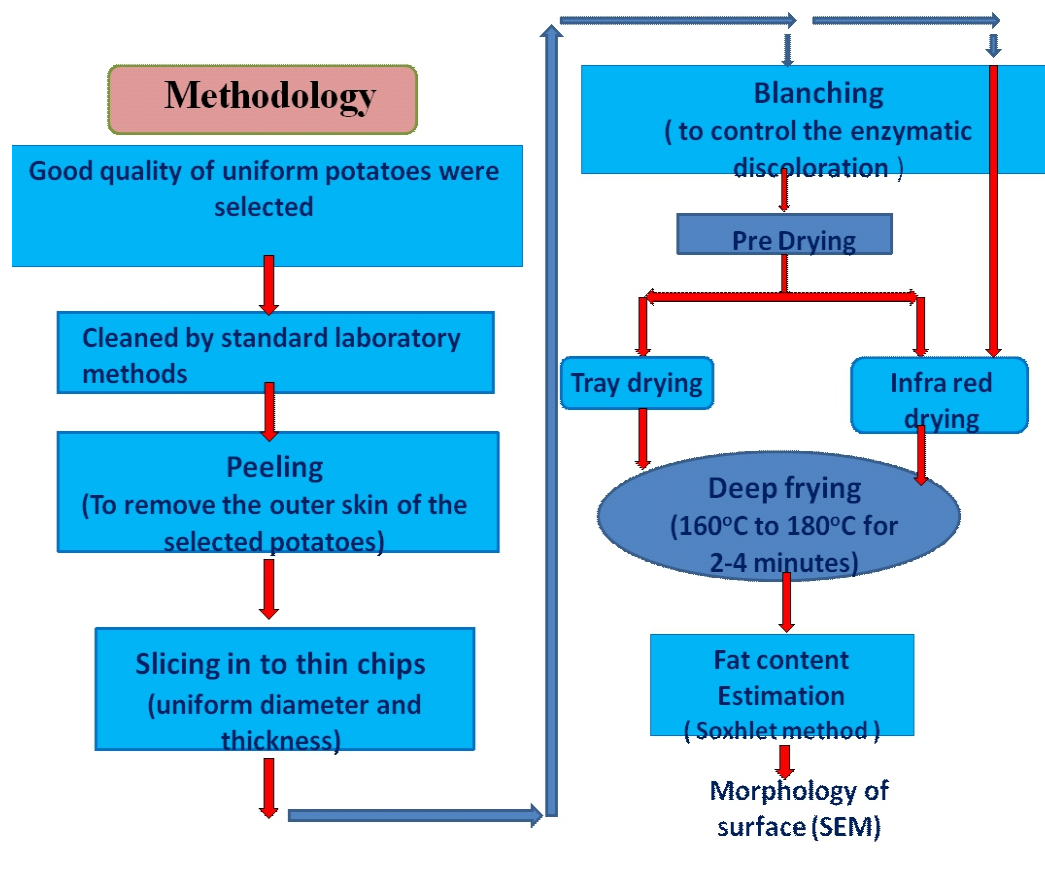 Methodology
Good quality of uniform potatoes were
selected
Cleaned by standard laboratory
methods
Peeling
(To remove the outer skin of the
selected potatoes)
Slicing in to thin chips
(uniform diameter and
thickness)
Blanching
( to control the enzymatic
discoloration )
Pre Drying
Tray drying
Infra red
drying
Deep frying
(160°C to 180°C for
2-4 minutes)
Fat content
Estimation
( Soxhlet method )
Morphology of
surface (SEM)